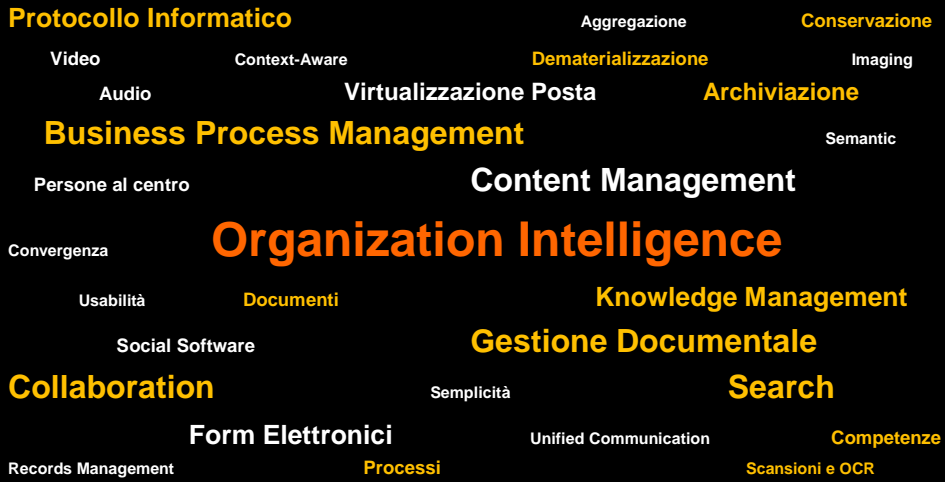 Protocollo Informatico Aggregazione Conservazione
Video Context-Aware Dematerializzazione Imaging
Audio Virtualizzazione Posta Archiviazione
Business Process Management Semantic
Persone al centro Content Management
Convergenza Organization Intelligence
Usabilità Documenti Knowledge Management
Social Software Gestione Documentale
Collaboration Semplicità Search
Form Elettronici Unified Communication Competenze
Records Management Processi Scansioni e OCR